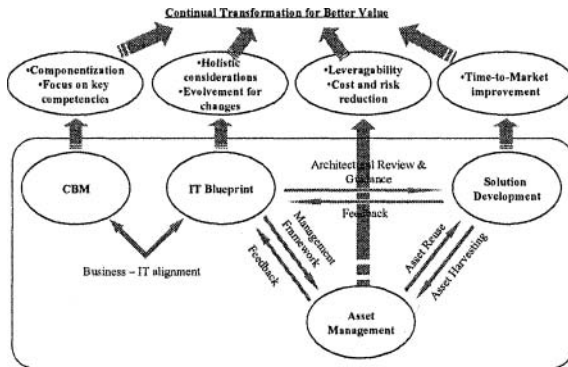 Continual Transformation for Better Value
•Componentization
•Focus on key
competencies
•Holistic
considerations
•Evolvement for
changes
•Leveragability
•Cost and risk
reduction
•Time-to-Market
improvement
CBM
IT Blueprint
Architectural Review &
Guidance
Feedback
Solution
Development
Business – IT alignment
Management
Framework
Feedback
Asset Reuse
Asset Harvesting
Asset
Management